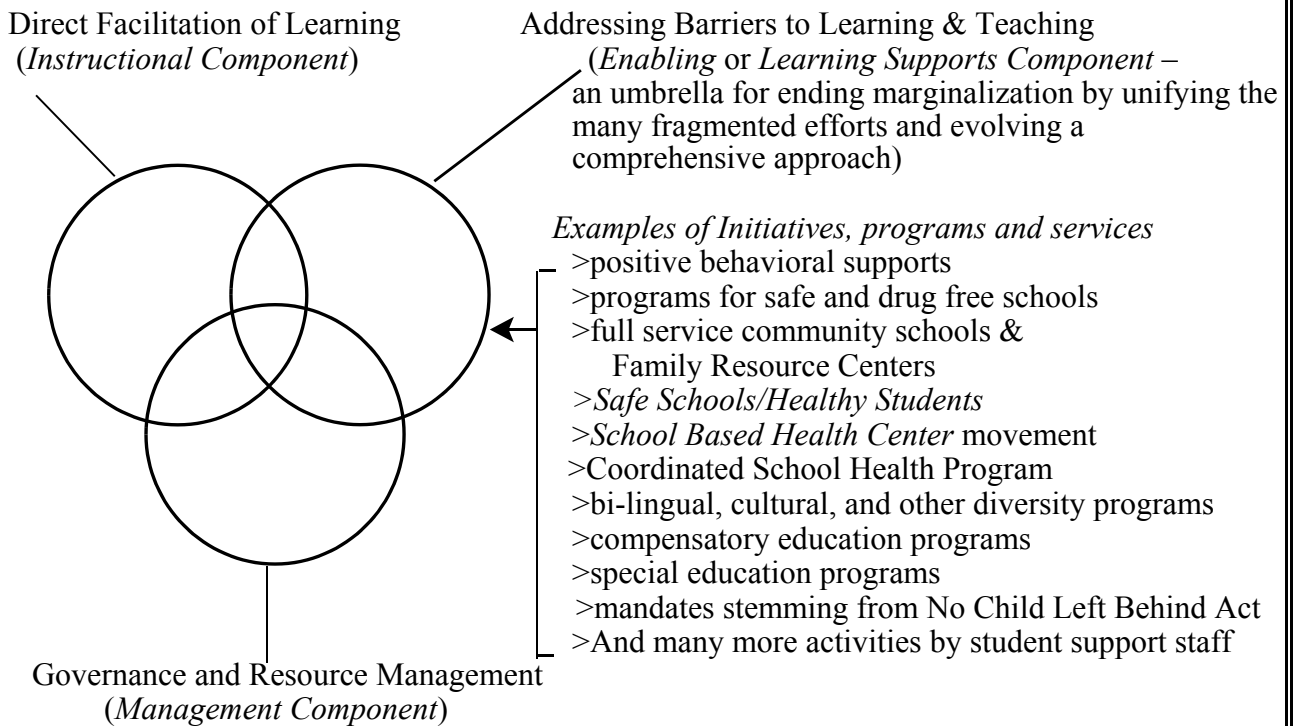 Direct Facilitation of Learning
(Instructional Component)
Addressing Barriers to Learning & Teaching
(Enabling or Learning Supports Component –
an umbrella for ending marginalization by unifying the
many fragmented efforts and evolving a
comprehensive approach)
Examples of Initiatives, programs and services
>positive behavioral supports
>programs for safe and drug free schools
>full service community schools &
Family Resource Centers
>Safe Schools/Healthy Students
>School Based Health Center movement
>Coordinated School Health Program
>bi-lingual, cultural, and other diversity programs
>compensatory education programs
>special education programs
>mandates stemming from No Child Left Behind Act
>And many more activities by student support staff
Governance and Resource Management
(Management Component)